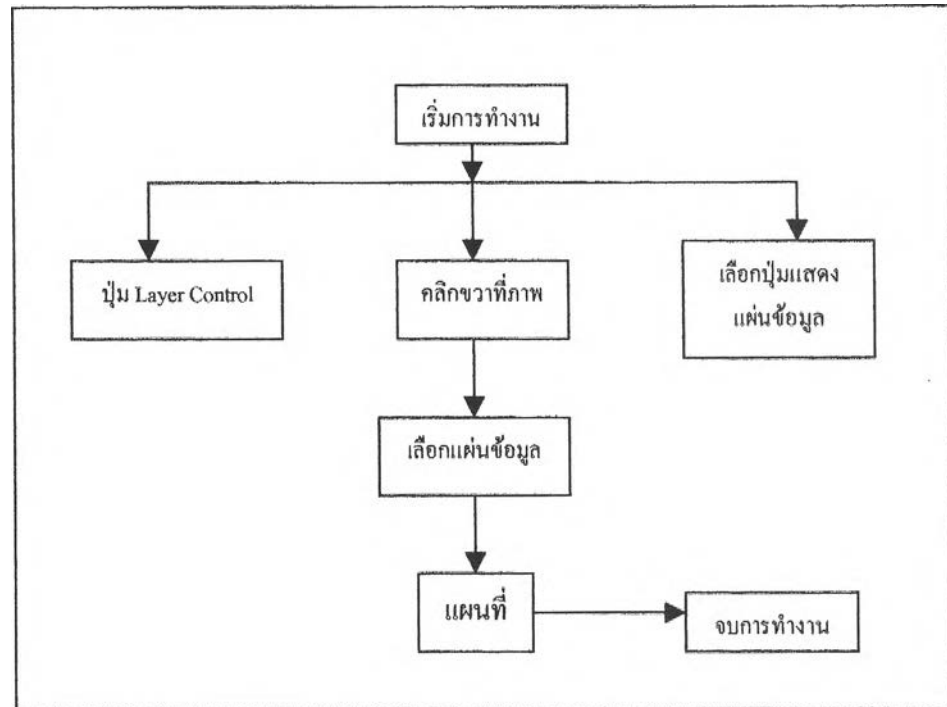 เริ่มการทำงาน
ปุ่ม Layer Control
คลิกขวาที่ภาพ
เลือกปุ่มแสดง
แผ่นข้อมูล
เลือกแผ่นข้อมูล
แผนที่
จบการทำงาน